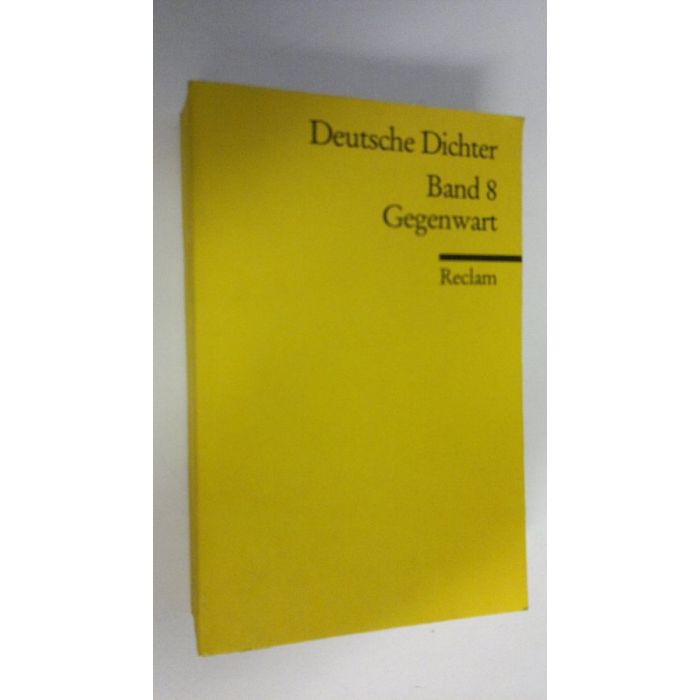 Deutsche Dichter
Band 8
Gegenwart
Reclam